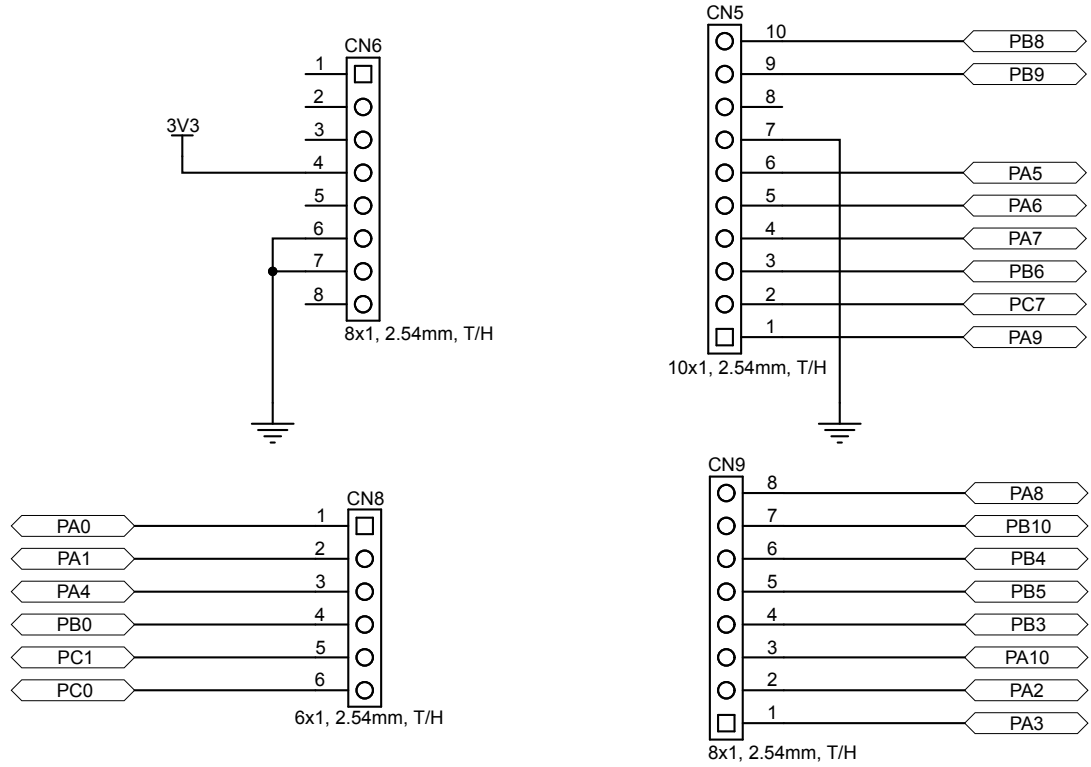 CN6
1
2
3
3V3
4
5
6
7
8
8x1, 2.54mm, T/H
CN5
10 PB8
9 PB9
8
7
6 PA5
5 PA6
4 PA7
3 PB6
2 PC7
1 PA9
10x1, 2.54mm, T/H
CN8
PA0 1
PA1 2
PA4 3
PB0 4
PC1 5
PC0 6
6x1, 2.54mm, T/H
CN9
8 PA8
7 PB10
6 PB4
5 PB5
4 PB3
3 PA10
2 PA2
1 PA3
8x1, 2.54mm, T/H